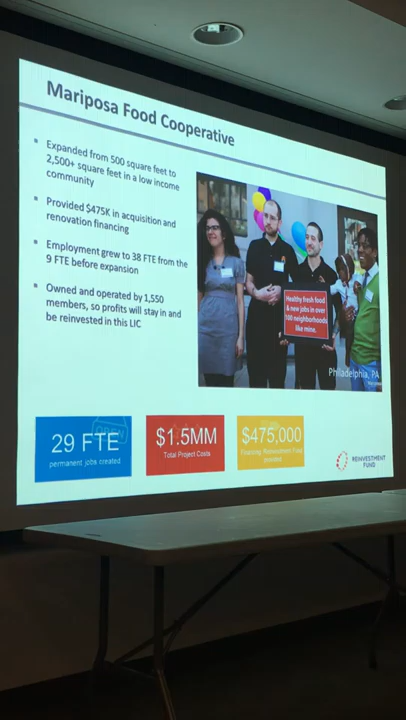 Mariposa Food Cooperative
▪ Expanded from 500 square feet to
2,500+ square feet in a low income
community
▪ Provided $475K in acquisition and
renovation financing
▪ Employment grew to 38 FTE from the
9 FTE before expansion
▪ Owned and operated by 1,550
members, so profits will stay in and
be reinvested in this LIC
Healthy fresh food
& new jobs in over
100 neighborhoods
like mine.
Philadelphia, PA
29 FTE
permanent jobs created
$1.5MM
Total Project Costs
$475,000
Financing Reinvestment Fund
provided
REINVESTMENT
FUND